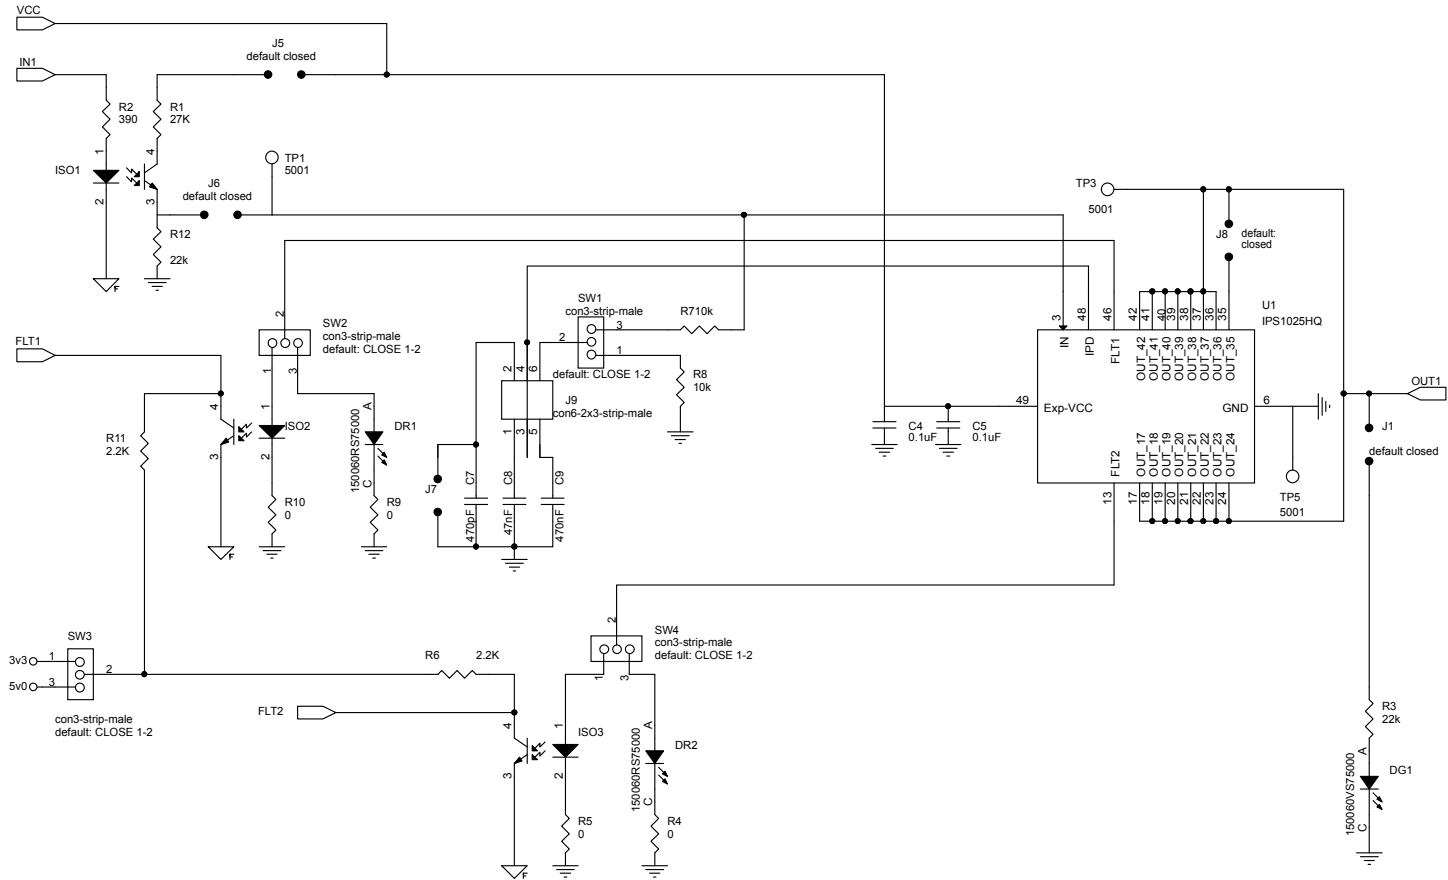 VCC
J5
default closed
IN1
R2
390
R1
27K
1
4
ISO1
2
3
TP1
5001
J6
default closed
R12
22k
F
TP3
5001
J8
default:
closed
U1
IPS1025HQ
3
48
46
42
41
40
39
38
37
36
35
IN
IPD
FLT1
OUT_42
OUT_41
OUT_40
OUT_39
OUT_38
OUT_37
OUT_36
OUT_35
49
Exp-VCC
GND
6
FLT2
OUT_17
OUT_18
OUT_19
OUT_20
OUT_21
OUT_22
OUT_23
OUT_24
13
17
18
19
20
21
22
23
24
TP5
5001
OUT1
J1
default closed
C4
0.1uF
C5
0.1uF
SW1
con3-strip-male
3
2
1
default: CLOSE 1-2
R710k
R8
10k
2
4
6
J9
con6-2x3-strip-male
1
3
5
J7
C7
470pF
C8
47nF
C9
470nF
2
SW2
con3-strip-male
default: CLOSE 1-2
1
3
FLT1
4
3
R11
2.2K
1
ISO2
2
150060RS75000
A
DR1
C
R10
0
R9
0
F
SW3
3v3
1
2
5v0
3
con3-strip-male
default: CLOSE 1-2
R6
2.2K
FLT2
4
3
2
SW4
con3-strip-male
default: CLOSE 1-2
1
3
1
ISO3
2
150060RS75000
A
DR2
C
R5
0
R4
0
F
R3
22k
150060VS75000
A
DG1
C